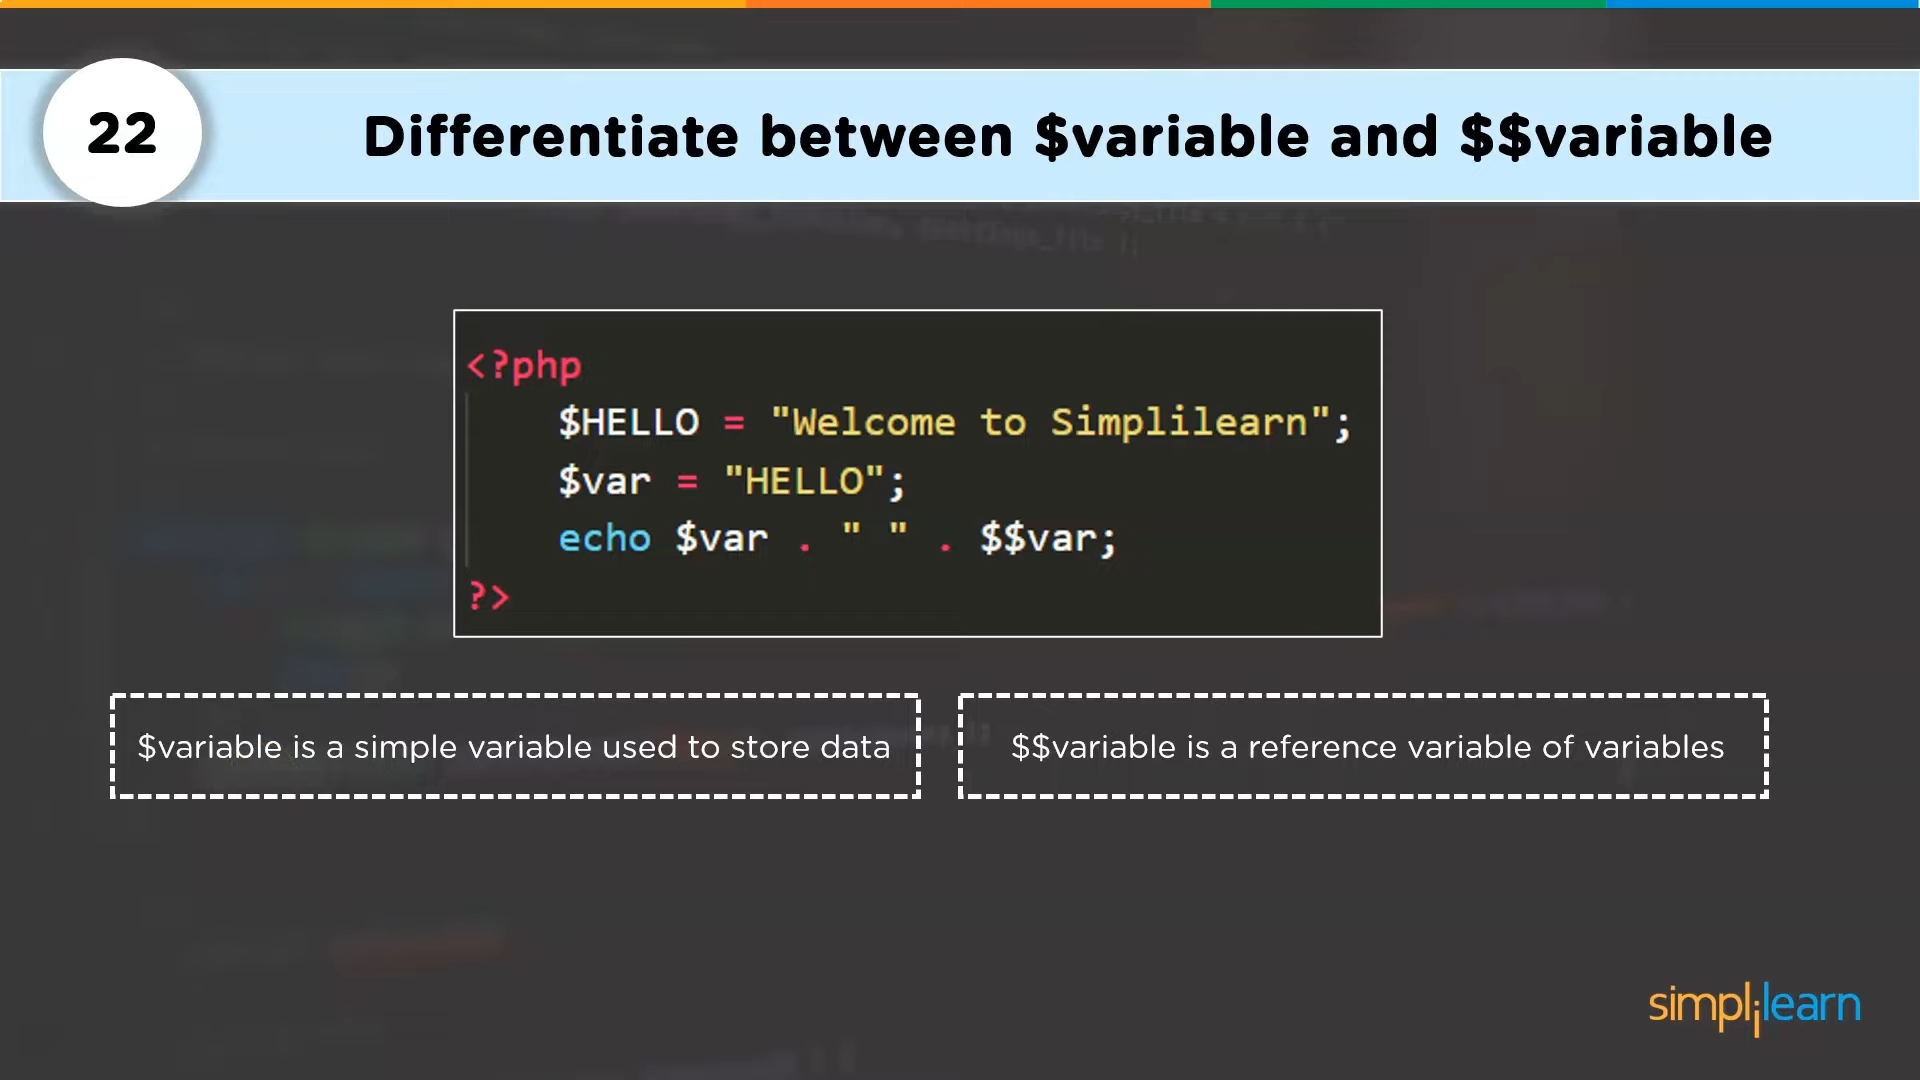 22
Differentiate between $variable and $$variable
<?php
$HELLO = "Welcome to Simplilearn";
$var = "HELLO";
echo $var . " " . $$var;
?>
$variable is a simple variable used to store data
$$variable is a reference variable of variables
simplilearn